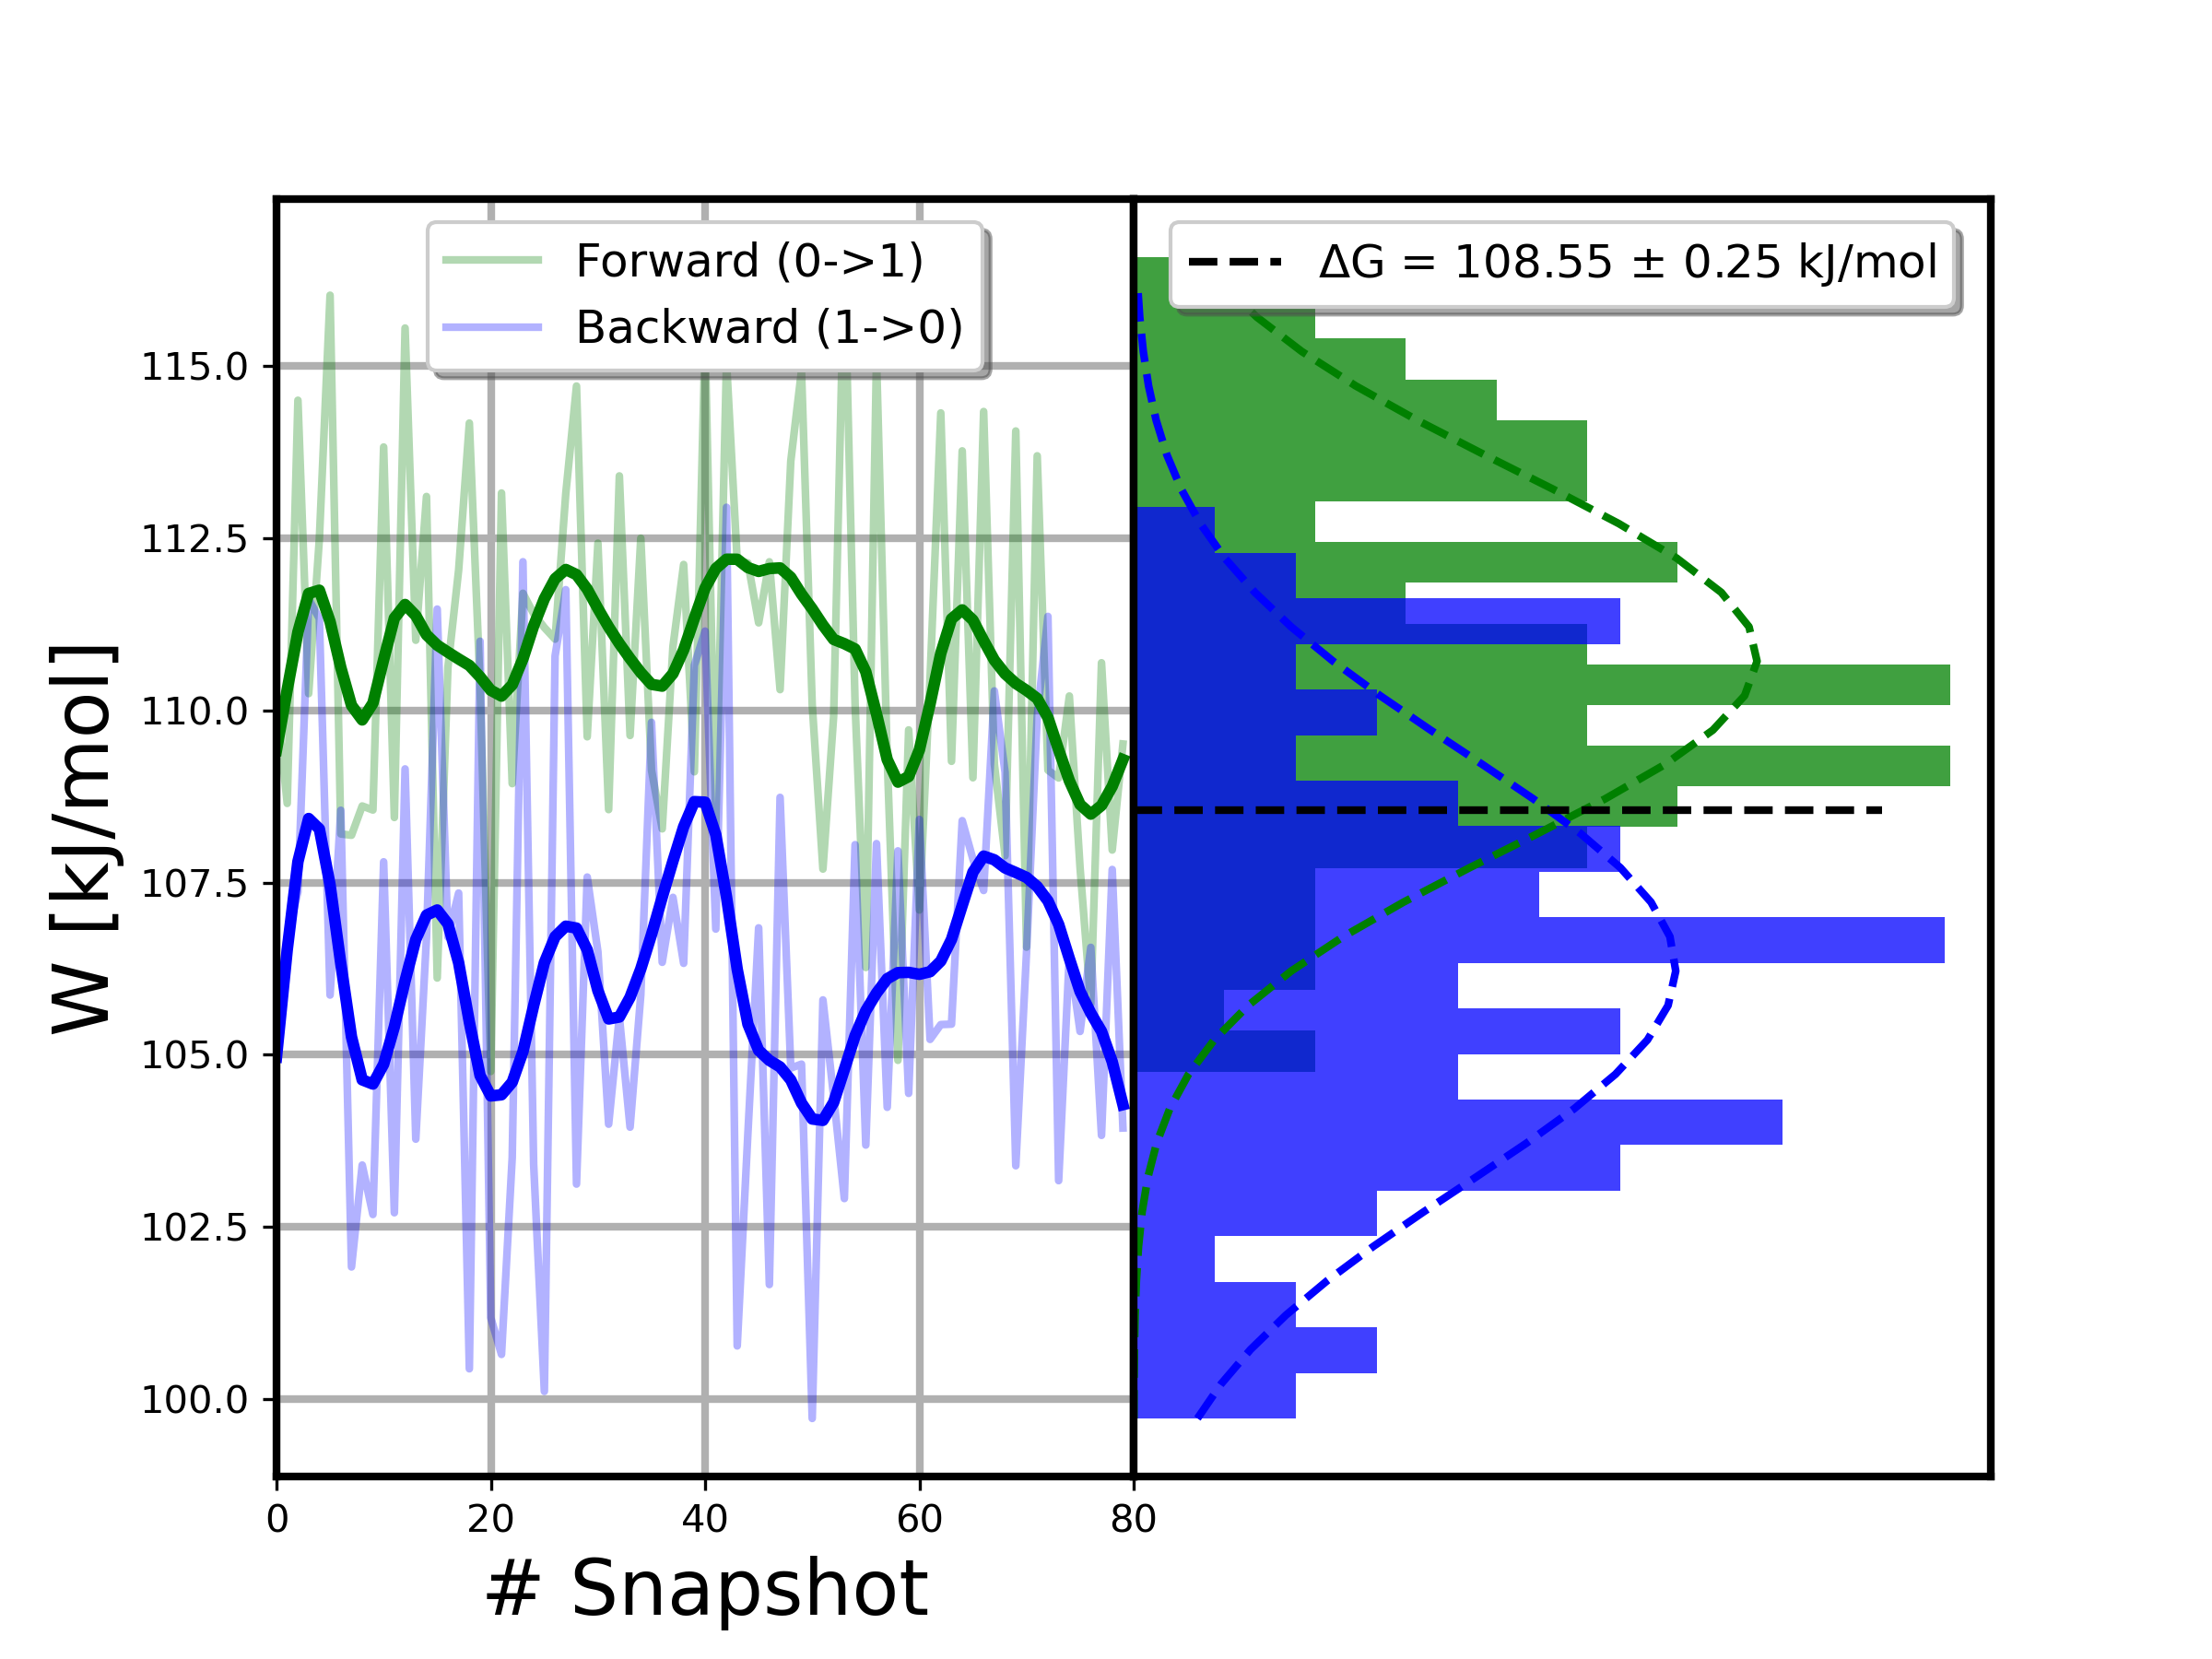 Forward (0->1)
Backward (1->0)
ΔG = 108.55 ± 0.25 kJ/mol
W [kJ/mol]
115.0
112.5
110.0
107.5
105.0
102.5
100.0
0 20 40 60 80
# Snapshot